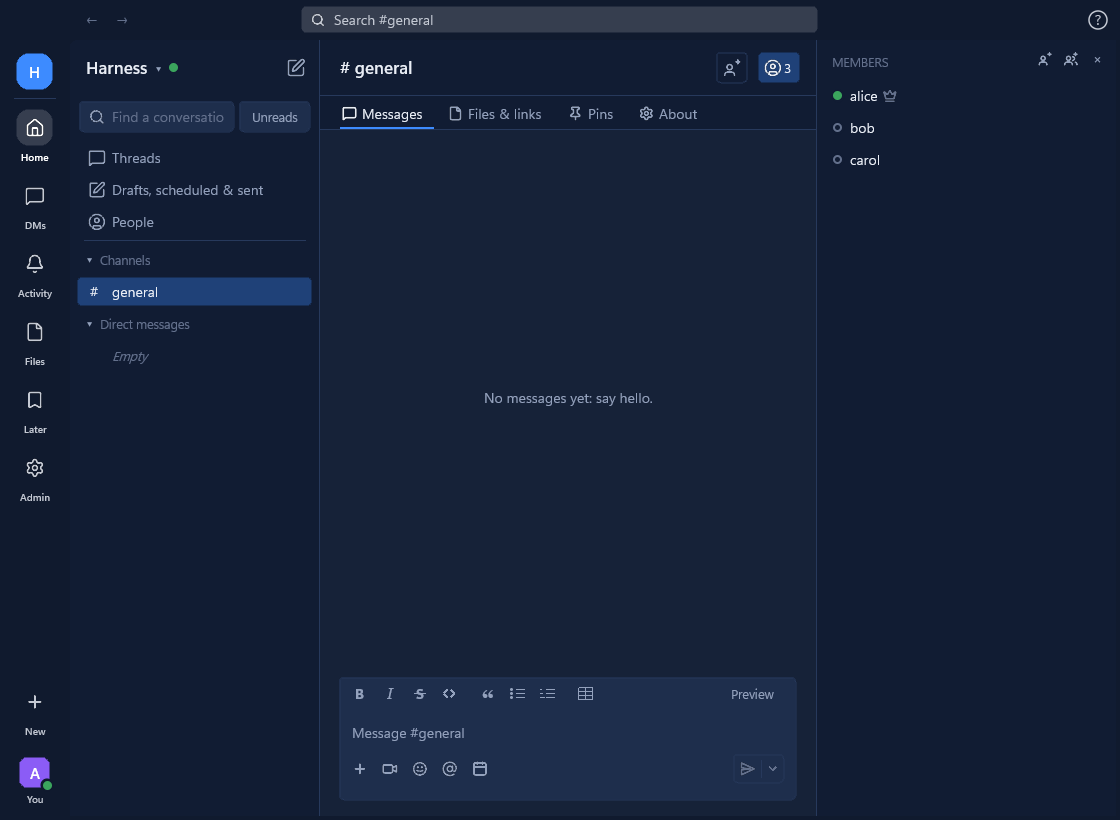 Search #general
?
H
Home
DMs
Activity
Files
Later
Admin
New
A
You
Harness
Find a conversatio
Unreads
Threads
Drafts, scheduled & sent
People
Channels
# general
Direct messages
Empty
# general
3
Messages
Files & links
Pins
About
No messages yet: say hello.
B I S
Preview
Message #general
MEMBERS
alice
bob
carol